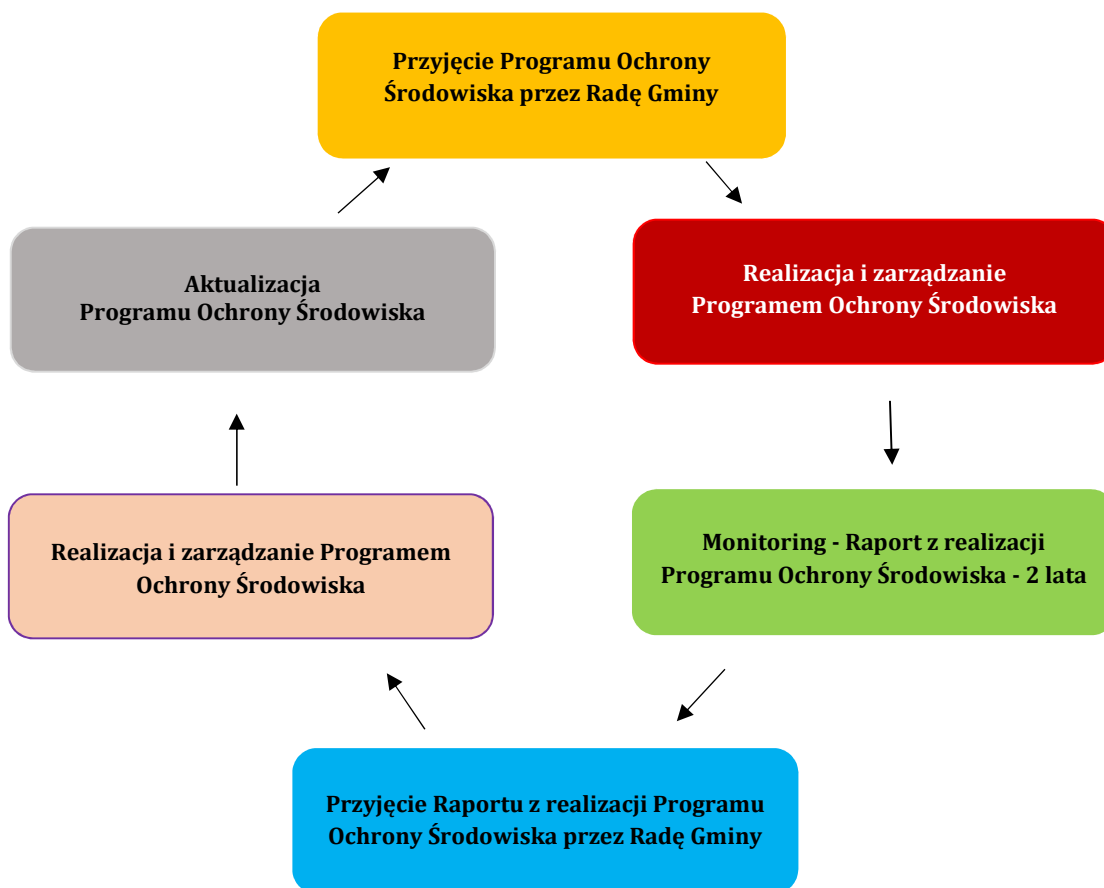 Przyjęcie Programu Ochrony
Środowiska przez Radę Gminy
Realizacja i zarządzanie
Programem Ochrony Środowiska
Monitoring - Raport z realizacji
Programu Ochrony Środowiska - 2 lata
Przyjęcie Raportu z realizacji Programu
Ochrony Środowiska przez Radę Gminy
Realizacja i zarządzanie Programem
Ochrony Środowiska
Aktualizacja
Programu Ochrony Środowiska